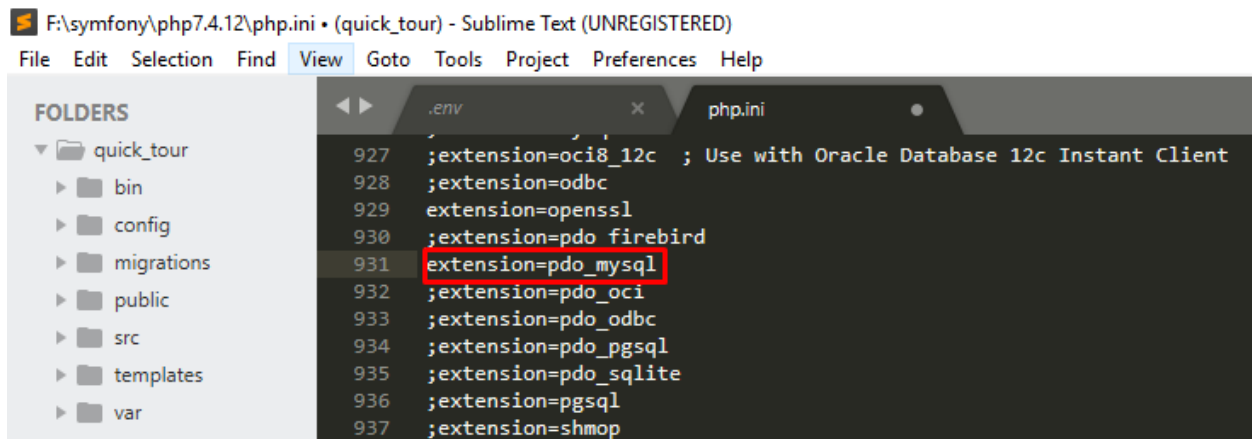 F:\symfony\php7.4.12\php.ini • (quick_tour) - Sublime Text (UNREGISTERED)
File Edit Selection Find View Goto Tools Project Preferences Help
FOLDERS
quick_tour
bin
config
migrations
public
src
templates
var
.env × php.ini
927 ;extension=oci8_12c ; Use with Oracle Database 12c Instant Client
928 ;extension=odbc
929 extension=openssl
930 ;extension=pdo_firebird
931 extension=pdo_mysql
932 ;extension=pdo_oci
933 ;extension=pdo_odbc
934 ;extension=pdo_pgsql
935 ;extension=pdo_sqlite
936 ;extension=pgsql
937 ;extension=shmop